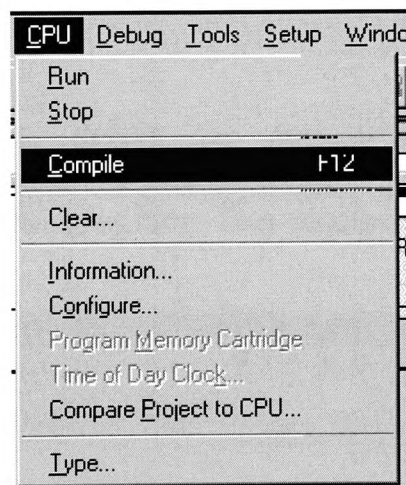 CPU Debug Tools Setup Windo
Run
Stop
Compile F12
Clear...
Information...
Configure...
Program Memory Cartridge
Time of Day Clock...
Compare Project to CPU...
Type...